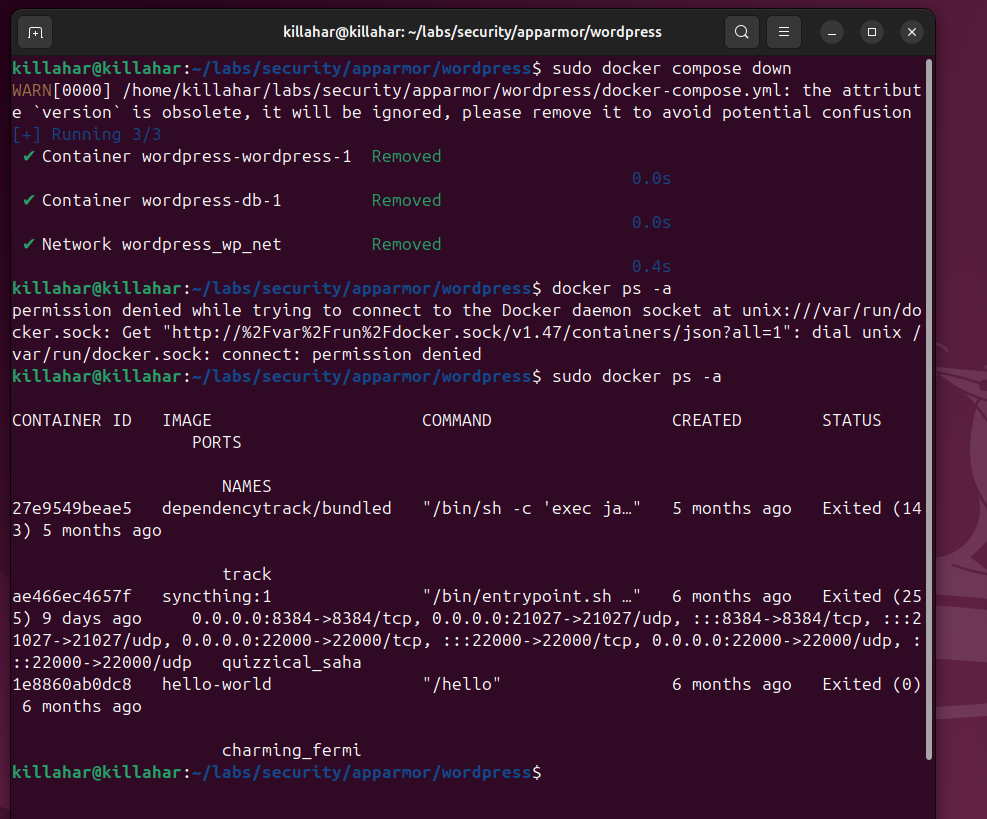 killahar@killahar: ~/labs/security/apparmor/wordpress
killahar@killahar:~/labs/security/apparmor/wordpress$ sudo docker compose down
WARN[0000] /home/killahar/labs/security/apparmor/wordpress/docker-compose.yml: the attribut
e `version` is obsolete, it will be ignored, please remove it to avoid potential confusion
[+] Running 3/3
✔ Container wordpress-wordpress-1  Removed
0.0s
✔ Container wordpress-db-1         Removed
0.0s
✔ Network wordpress_wp_net         Removed
0.4s
killahar@killahar:~/labs/security/apparmor/wordpress$ docker ps -a
permission denied while trying to connect to the Docker daemon socket at unix:///var/run/do
cker.sock: Get "http://%2Fvar%2Frun%2Fdocker.sock/v1.47/containers/json?all=1": dial unix /
var/run/docker.sock: connect: permission denied
killahar@killahar:~/labs/security/apparmor/wordpress$ sudo docker ps -a
CONTAINER ID   IMAGE                     COMMAND                  CREATED        STATUS
PORTS
NAMES
27e9549beae5   dependencytrack/bundled   "/bin/sh -c 'exec ja…"   5 months ago   Exited (14
3) 5 months ago
track
ae466ec4657f   syncthing:1               "/bin/entrypoint.sh …"   6 months ago   Exited (25
5) 9 days ago     0.0.0.0:8384->8384/tcp, 0.0.0.0:21027->21027/udp, :::8384->8384/tcp, :::2
1027->21027/udp, 0.0.0.0:22000->22000/tcp, :::22000->22000/tcp, 0.0.0.0:22000->22000/udp, :
::22000->22000/udp   quizzical_saha
1e8860ab0dc8   hello-world               "/hello"                 6 months ago   Exited (0)
6 months ago
charming_fermi
killahar@killahar:~/labs/security/apparmor/wordpress$